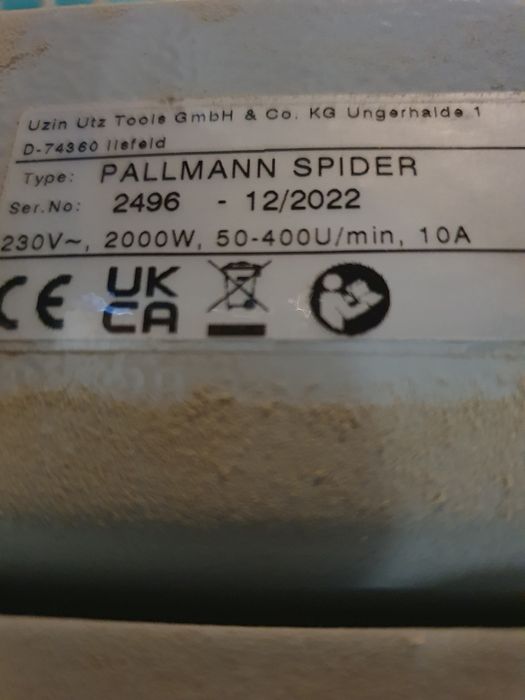 Uzin Utz Tools GmbH & Co. KG Ungerhalde 1
D-74360 Ilsfeld
Type: PALLMANN SPIDER
Ser.No: 2496 - 12/2022
230V~, 2000W, 50-400U/min, 10A
CE UK
CA